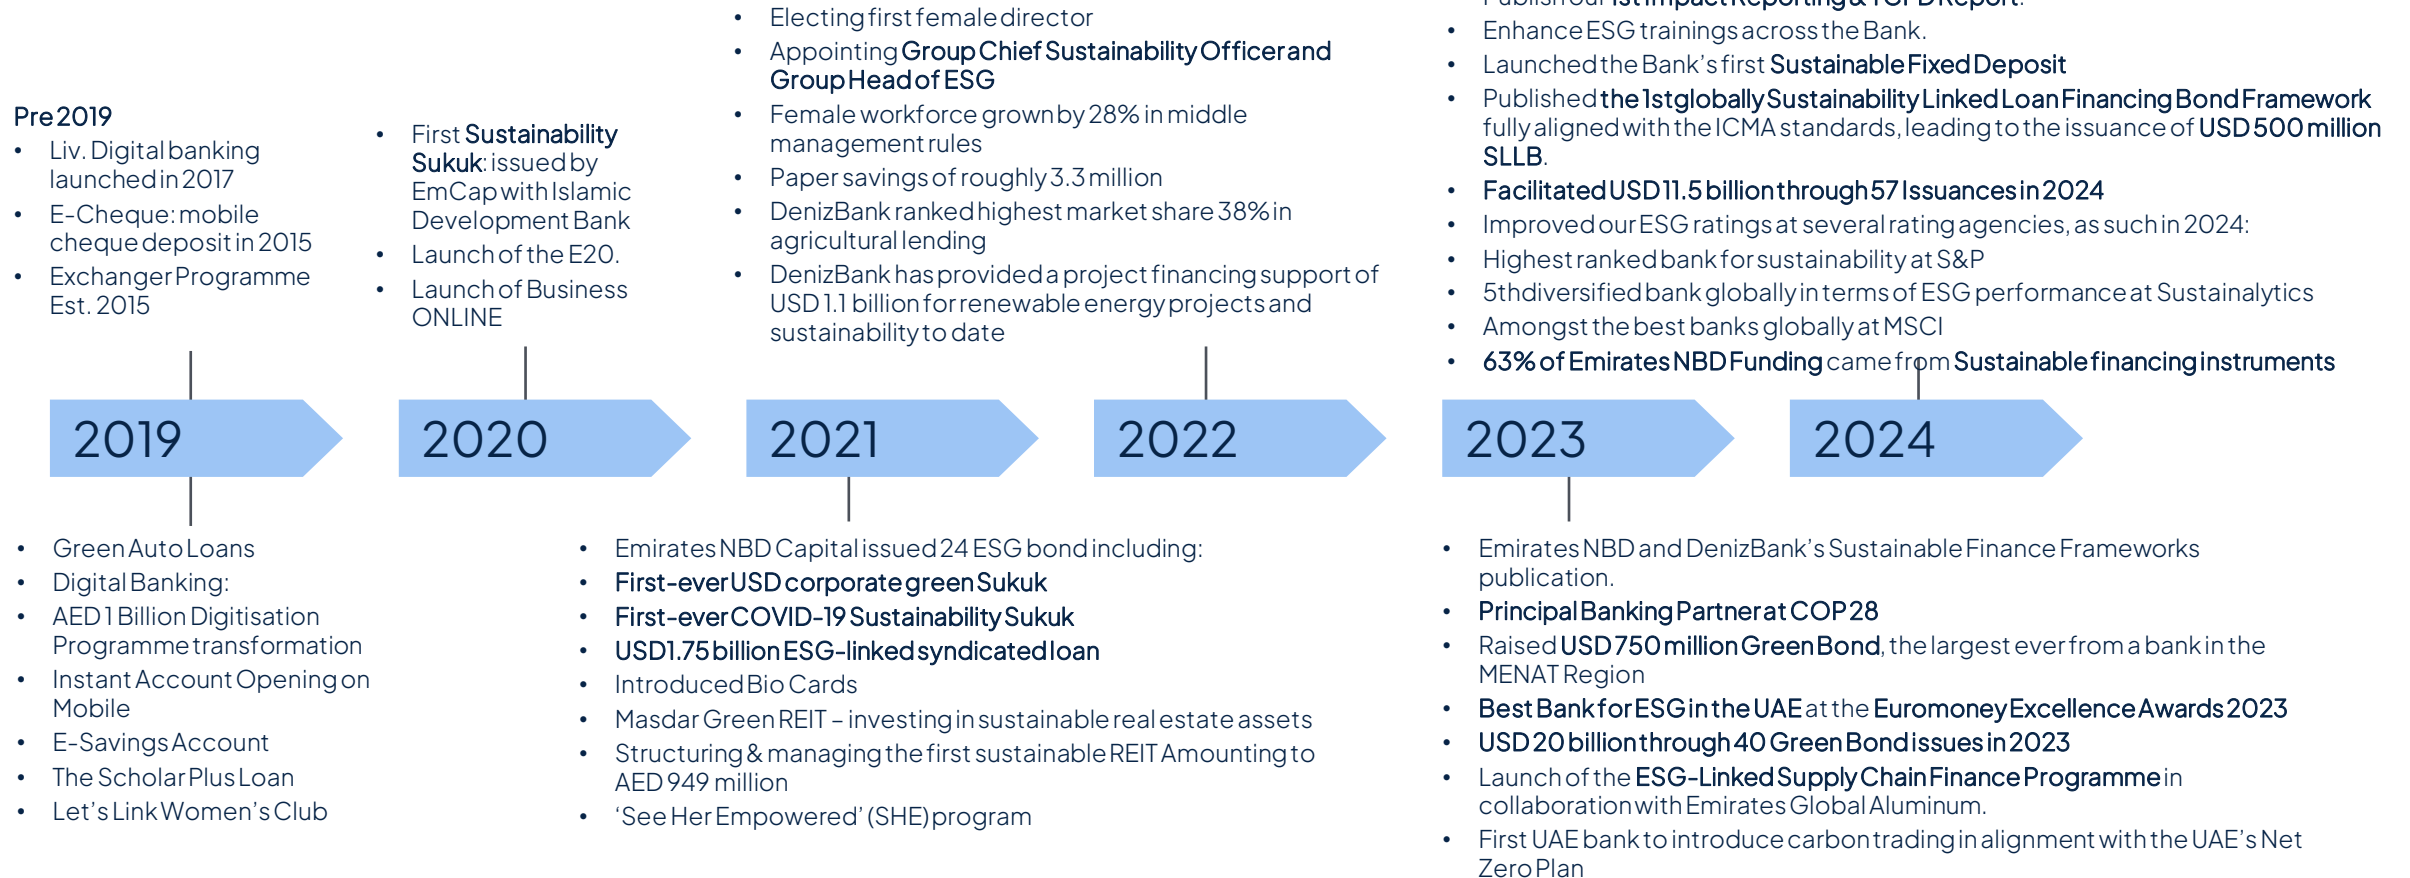 Pre 2019
• Liv. Digital banking
launched in 2017
• E-Cheque: mobile
cheque deposit in 2015
• Exchanger Programme
Est. 2015
• First Sustainability
Sukuk: issued by
EmCap with Islamic
Development Bank
• Launch of the E20.
• Launch of Business
ONLINE
• Electing first female director
• Appointing Group Chief Sustainability Officer and
Group Head of ESG
• Female workforce grown by 28% in middle
management rules
• Paper savings of roughly 3.3 million
• DenizBank ranked highest market share 38% in
agricultural lending
• DenizBank has provided a project financing support of
USD 1.1 billion for renewable energy projects and
sustainability to date
Publish our 1st Impact Reporting & TCFD Report.
• Enhance ESG trainings across the Bank.
• Launched the Bank's first Sustainable Fixed Deposit
• Published the 1st globally Sustainability Linked Loan Financing Bond Framework
fully aligned with the ICMA standards, leading to the issuance of USD 500 million
SLLB.
• Facilitated USD 11.5 billion through 57 Issuances in 2024
• Improved our ESG ratings at several rating agencies, as such in 2024:
• Highest ranked bank for sustainability at S&P
• 5th diversified bank globally in terms of ESG performance at Sustainalytics
• Amongst the best banks globally at MSCI
• 63% of Emirates NBD Funding came from Sustainable financing instruments
2019
2020
2021
2022
2023
2024
• Green Auto Loans
• Digital Banking:
• AED 1 Billion Digitisation
Programme transformation
• Instant Account Opening on
Mobile
• E-Savings Account
• The Scholar Plus Loan
• Let's Link Women's Club
• Emirates NBD Capital issued 24 ESG bond including:
• First-ever USD corporate green Sukuk
• First-ever COVID-19 Sustainability Sukuk
• USD1.75 billion ESG-linked syndicated loan
• Introduced Bio Cards
• Masdar Green REIT – investing in sustainable real estate assets
• Structuring & managing the first sustainable REIT Amounting to
AED 949 million
• 'See Her Empowered' (SHE) program
• Emirates NBD and DenizBank's Sustainable Finance Frameworks
publication.
• Principal Banking Partner at COP 28
• Raised USD 750 million Green Bond, the largest ever from a bank in the
MENAT Region
• Best Bank for ESG in the UAE at the Euromoney Excellence Awards 2023
• USD 20 billion through 40 Green Bond issues in 2023
• Launch of the ESG-Linked Supply Chain Finance Programme in
collaboration with Emirates Global Aluminum.
• First UAE bank to introduce carbon trading in alignment with the UAE's Net
Zero Plan